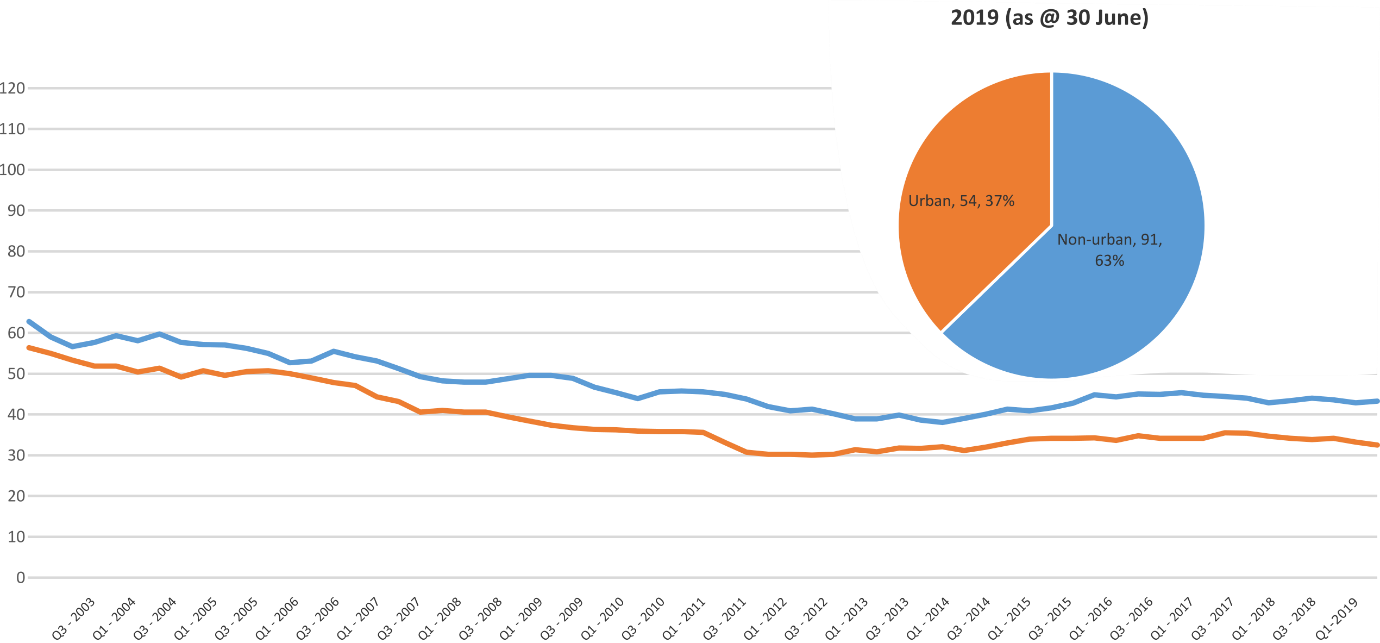 2019 (as @ 30 June)
120
110
100
90
80
70
60
50
40
30
20
10
0
Urban, 54, 37%
Non-urban, 91,
63%
Q3 - 2003
Q1 - 2004
Q3 - 2004
Q1 - 2005
Q3 - 2005
Q1 - 2006
Q3 - 2006
Q1 - 2007
Q3 - 2007
Q1 - 2008
Q3 - 2008
Q1 - 2009
Q3 - 2009
Q1 - 2010
Q3 - 2010
Q1 - 2011
Q3 - 2011
Q1 - 2012
Q3 - 2012
Q1 - 2013
Q3 - 2013
Q1 - 2014
Q3 - 2014
Q1 - 2015
Q3 - 2015
Q1 - 2016
Q3 - 2016
Q1 - 2017
Q3 - 2017
Q1 - 2018
Q3 - 2018
Q1-2019